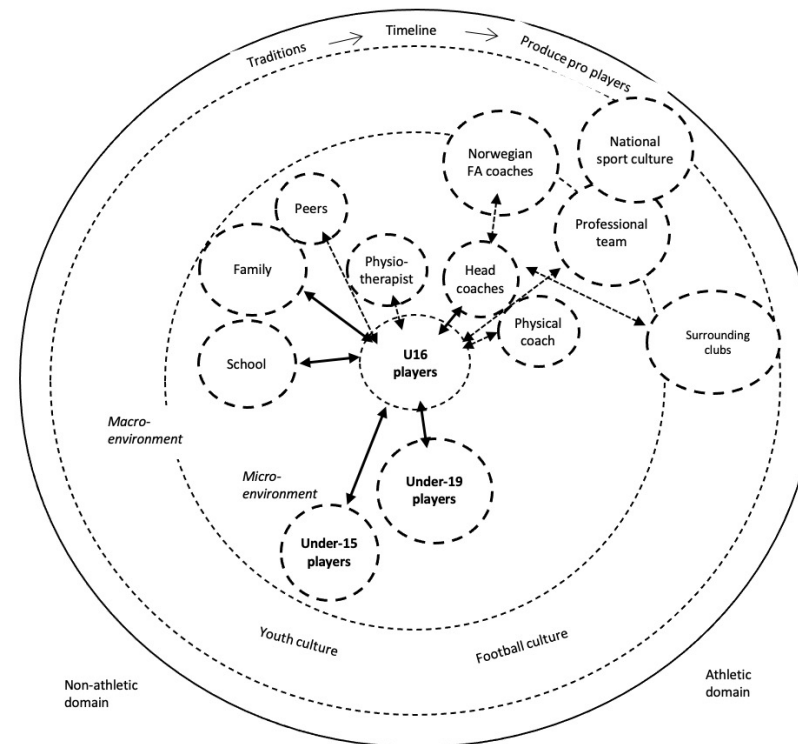 Timeline
Traditions
Produce pro players
National
sport culture
Norwegian
FA coaches
Professional
team
Peers
Physio-
therapist
Head
coaches
Family
Physical
coach
Surrounding
clubs
School
U16
players
Macro-
environment
Micro-
environment
Under-19
players
Under-15
players
Youth culture
Football culture
Non-athletic
domain
Athletic
domain